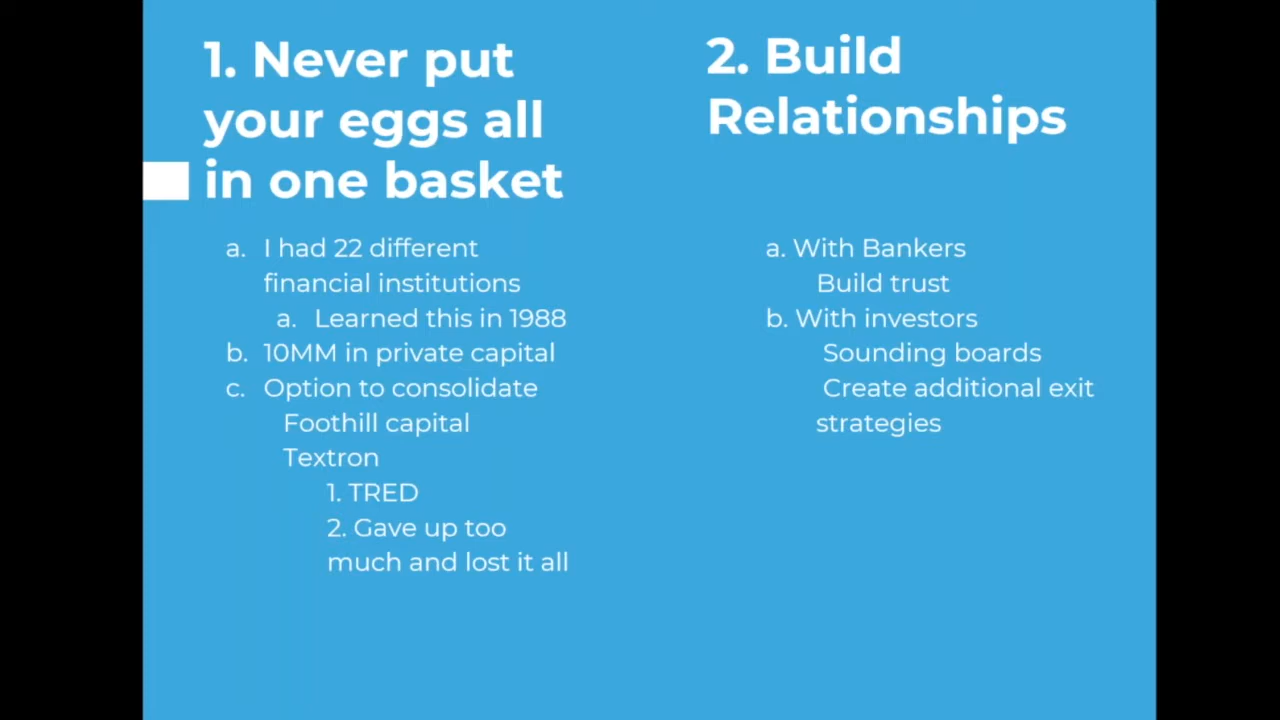 1. Never put
your eggs all
in one basket
a. I had 22 different
financial institutions
a. Learned this in 1988
b. 10MM in private capital
c. Option to consolidate
Foothill capital
Textron
1. TRED
2. Gave up too
much and lost it all
2. Build
Relationships
a. With Bankers
Build trust
b. With investors
Sounding boards
Create additional exit
strategies